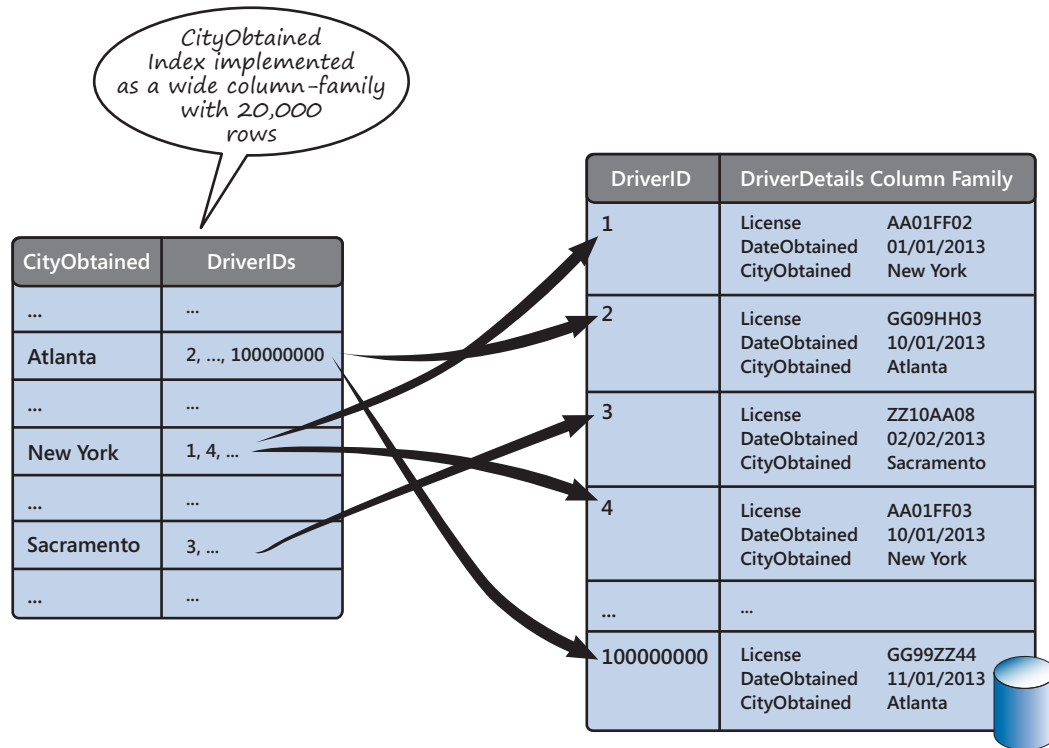 CityObtained
Index implemented
as a wide column-family
with 20,000
rows
CityObtained DriverIDs
... ...
Atlanta 2, ..., 100000000
... ...
New York 1, 4, ...
... ...
Sacramento 3, ...
... ...
DriverID DriverDetails Column Family
1 License AA01FF02
DateObtained 01/01/2013
CityObtained New York
2 License GG09HH03
DateObtained 10/01/2013
CityObtained Atlanta
3 License ZZ10AA08
DateObtained 02/02/2013
CityObtained Sacramento
4 License AA01FF03
DateObtained 10/01/2013
CityObtained New York
... ...
100000000 License GG99ZZ44
DateObtained 11/01/2013
CityObtained Atlanta